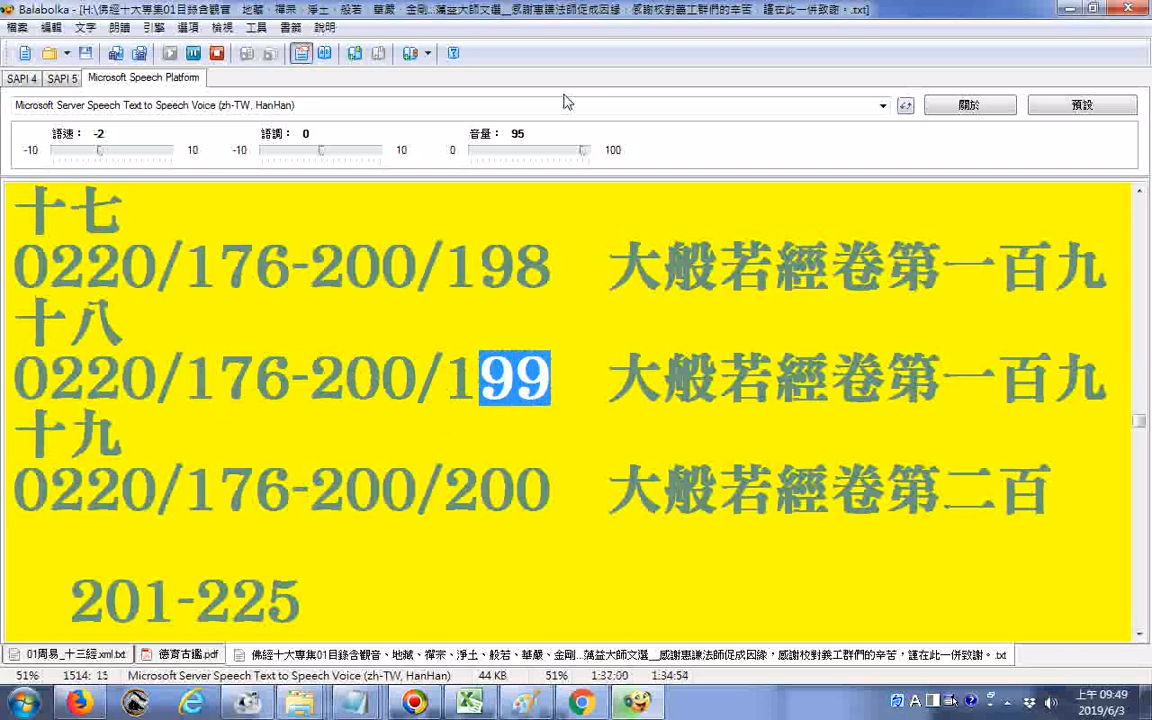 Balabolka - [H:\佛經十大專集01目錄含觀音、地藏、禪宗、淨土、般若、華嚴、金剛...蕅益大師文選__感謝惠謙法師促成因緣，感謝校對義工群們的辛苦，謹在此一併致謝。.txt]
檔案 編輯 文字 朗讀 引擎 選項 檢視 工具 書籤 說明
SAPI 4 SAPI 5 Microsoft Speech Platform
Microsoft Server Speech Text to Speech Voice (zh-TW, HanHan) 關於 預設
語速： -2 語調： 0 音量： 95
-10 10 -10 10 0 100
十七
0220/176-200/198 大般若經卷第一百九
十八
0220/176-200/199 大般若經卷第一百九
十九
0220/176-200/200 大般若經卷第二百
201-225
01周易_十三經.xml.txt 德育古鑑.pdf 佛經十大專集01目錄含觀音、地藏、禪宗、淨土、般若、華嚴、金剛...蕅益大師文選__感謝惠謙法師促成因緣，感謝校對義工群們的辛苦，謹在此一併致謝。.txt
51% 1514: 15 Microsoft Server Speech Text to Speech Voice (zh-TW, HanHan) 44 KB 51% 1:37:00 1:34:54
上午 09:49
2019/6/3